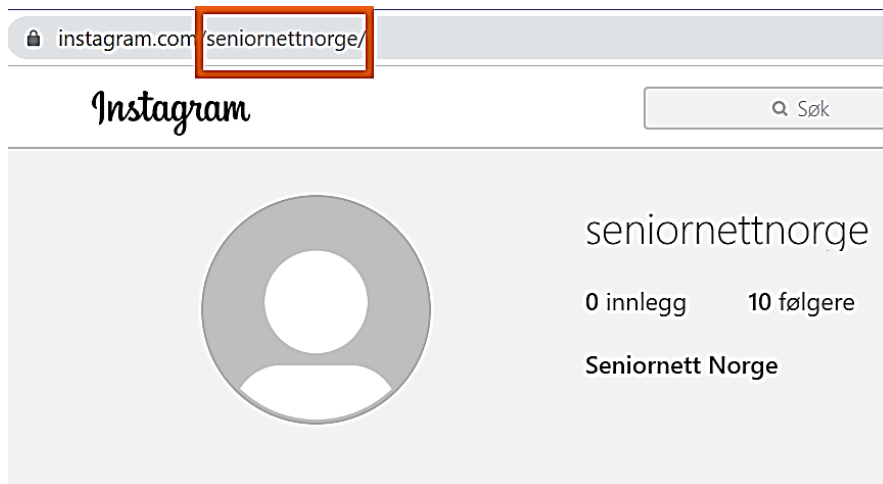 instagram.com/seniornettnorge/
Instagram
Søk
seniornettnorge
0 innlegg 10 følgere
Seniornett Norge